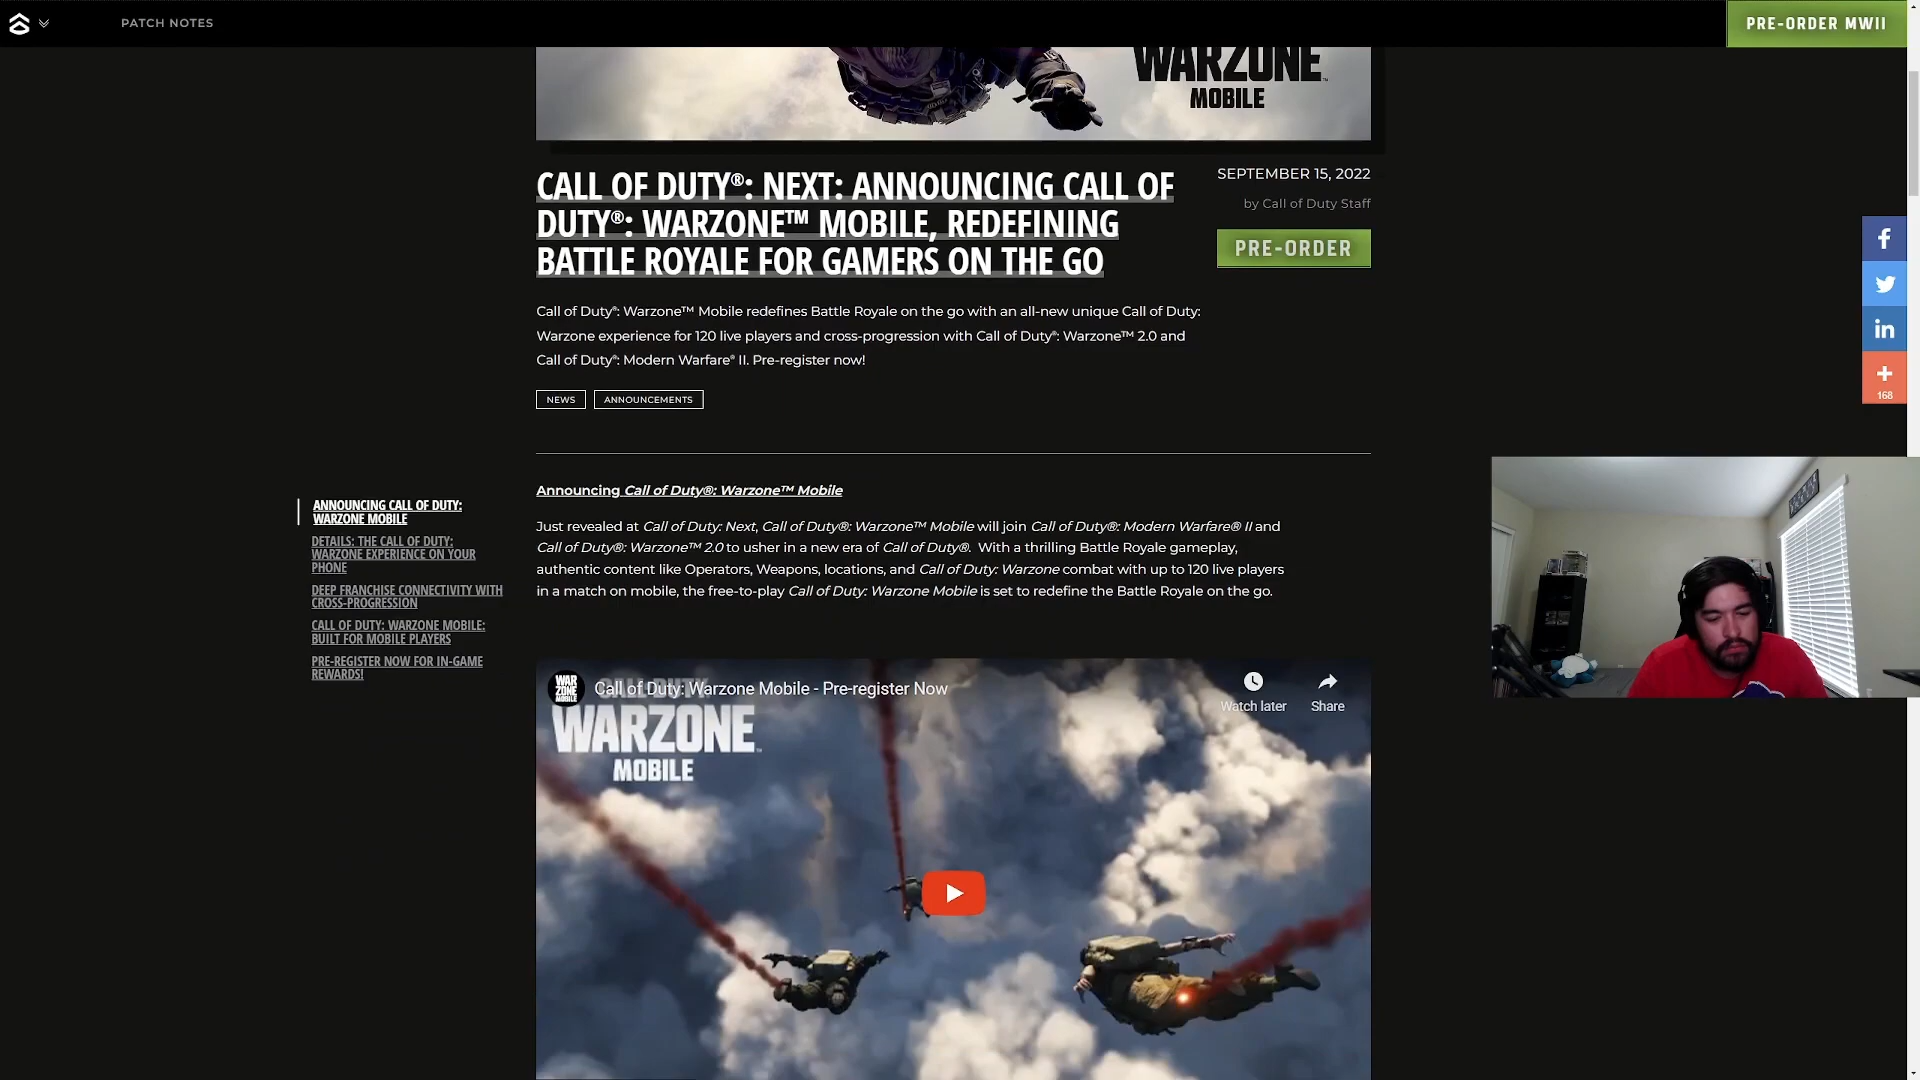 PATCH NOTES
PRE-ORDER MWII
WARZONE™
MOBILE
CALL OF DUTY®: NEXT: ANNOUNCING CALL OF
DUTY®: WARZONE™ MOBILE, REDEFINING
BATTLE ROYALE FOR GAMERS ON THE GO
SEPTEMBER 15, 2022
by Call of Duty Staff
PRE-ORDER
Call of Duty®: Warzone™ Mobile redefines Battle Royale on the go with an all-new unique Call of Duty:
Warzone experience for 120 live players and cross-progression with Call of Duty®: Warzone™ 2.0 and
Call of Duty®: Modern Warfare® II. Pre-register now!
NEWS
ANNOUNCEMENTS
168
ANNOUNCING CALL OF DUTY:
WARZONE MOBILE
DETAILS: THE CALL OF DUTY:
WARZONE EXPERIENCE ON YOUR
PHONE
DEEP FRANCHISE CONNECTIVITY WITH
CROSS-PROGRESSION
CALL OF DUTY: WARZONE MOBILE:
BUILT FOR MOBILE PLAYERS
PRE-REGISTER NOW FOR IN-GAME
REWARDS!
Announcing Call of Duty®: Warzone™ Mobile
Just revealed at Call of Duty: Next, Call of Duty®: Warzone™ Mobile will join Call of Duty®: Modern Warfare® II and
Call of Duty®: Warzone™ 2.0 to usher in a new era of Call of Duty®. With a thrilling Battle Royale gameplay,
authentic content like Operators, Weapons, locations, and Call of Duty: Warzone combat with up to 120 live players
in a match on mobile, the free-to-play Call of Duty: Warzone Mobile is set to redefine the Battle Royale on the go.
WAR
ZONE
MOBILE
Call of Duty: Warzone Mobile - Pre-register Now
Watch later
Share
CALL OF DUTY
WARZONE™
MOBILE